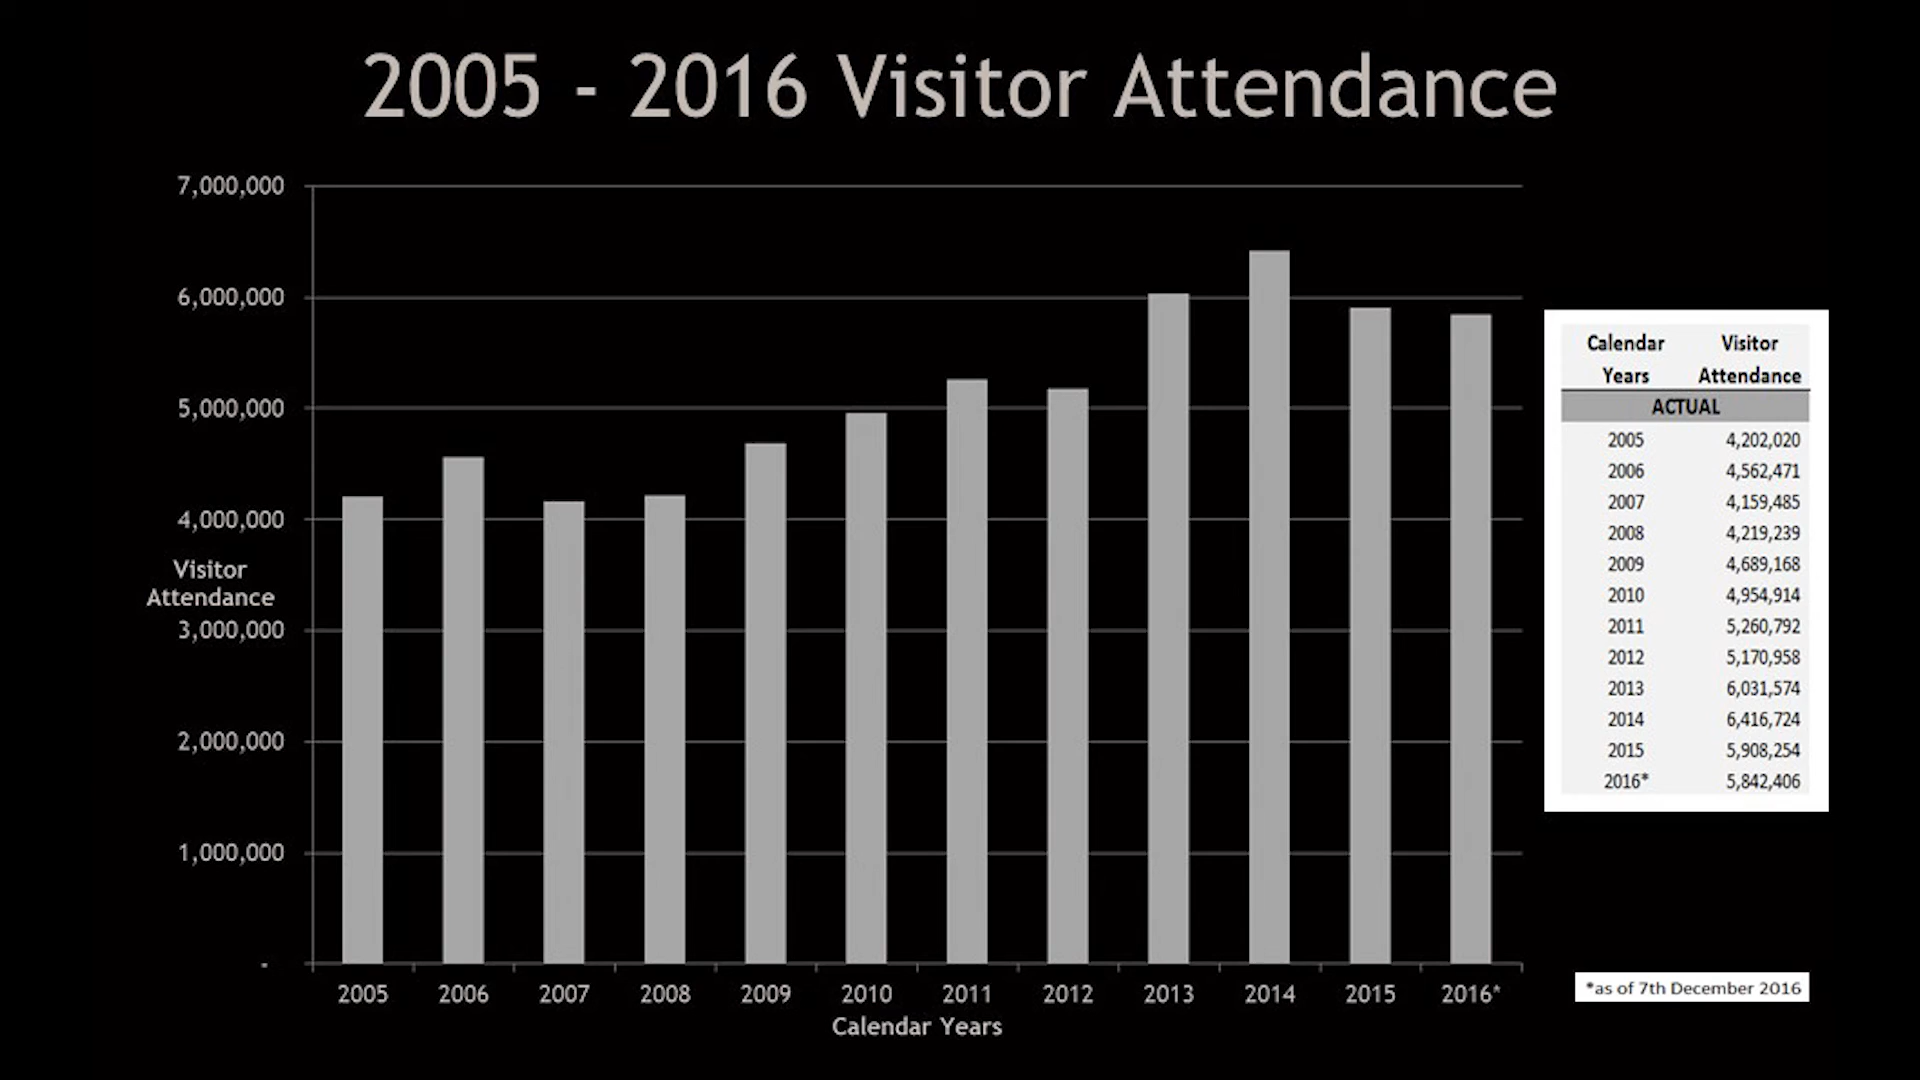 2005 - 2016 Visitor Attendance
7,000,000
6,000,000
5,000,000
4,000,000
Visitor
Attendance
3,000,000
2,000,000
1,000,000
-
2005 2006 2007 2008 2009 2010 2011 2012 2013 2014 2015 2016*
Calendar Years
Calendar Visitor
Years Attendance
ACTUAL
2005 4,202,020
2006 4,562,471
2007 4,159,485
2008 4,219,239
2009 4,689,168
2010 4,954,914
2011 5,260,792
2012 5,170,958
2013 6,031,574
2014 6,416,724
2015 5,908,254
2016* 5,842,406
*as of 7th December 2016